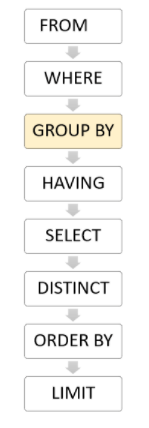 FROM
WHERE
GROUP BY
HAVING
SELECT
DISTINCT
ORDER BY
LIMIT